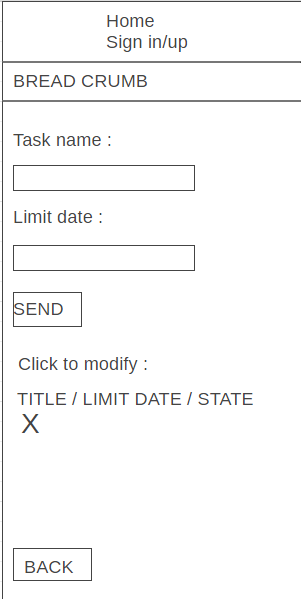 Home
Sign in/up
BREAD CRUMB
Task name :
Limit date :
SEND
Click to modify :
TITLE / LIMIT DATE / STATE
X
BACK